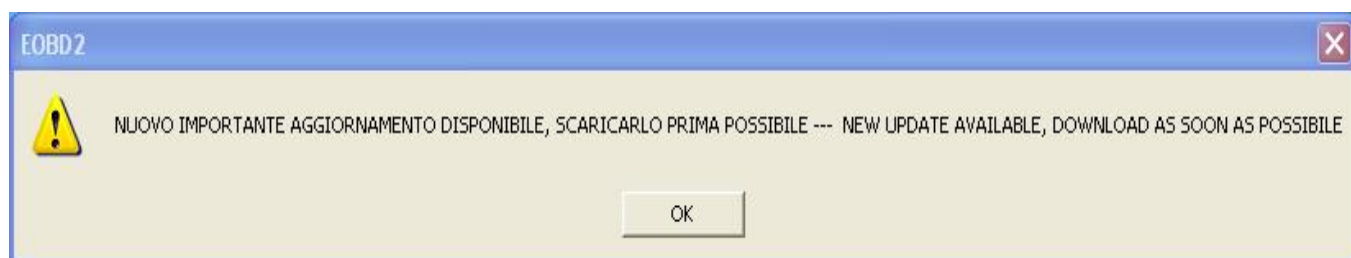 EOBD2
NUOVO IMPORTANTE AGGIORNAMENTO DISPONIBILE, SCARICARLO PRIMA POSSIBILE --- NEW UPDATE AVAILABLE, DOWNLOAD AS SOON AS POSSIBILE
OK